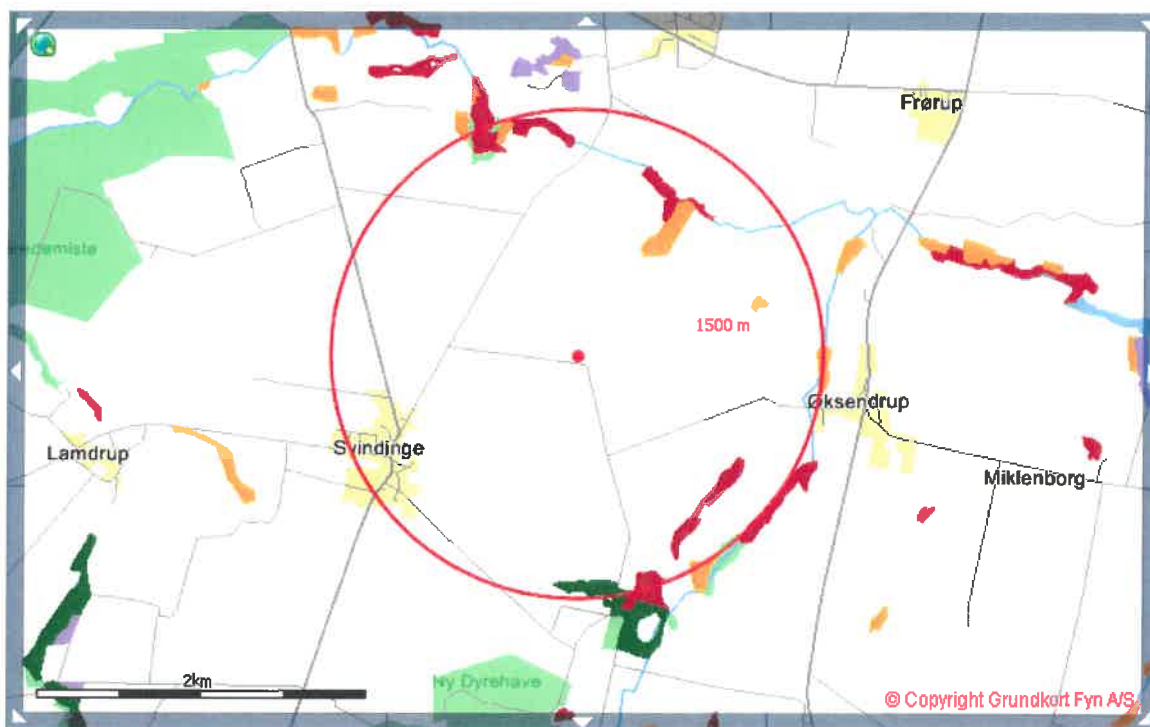 Frørup
1500 m
Øksendrup
Svindinge
Lamdrup
Miklenborg
2km
Ny Dyrehave
© Copyright Grundkort Fyn A/S